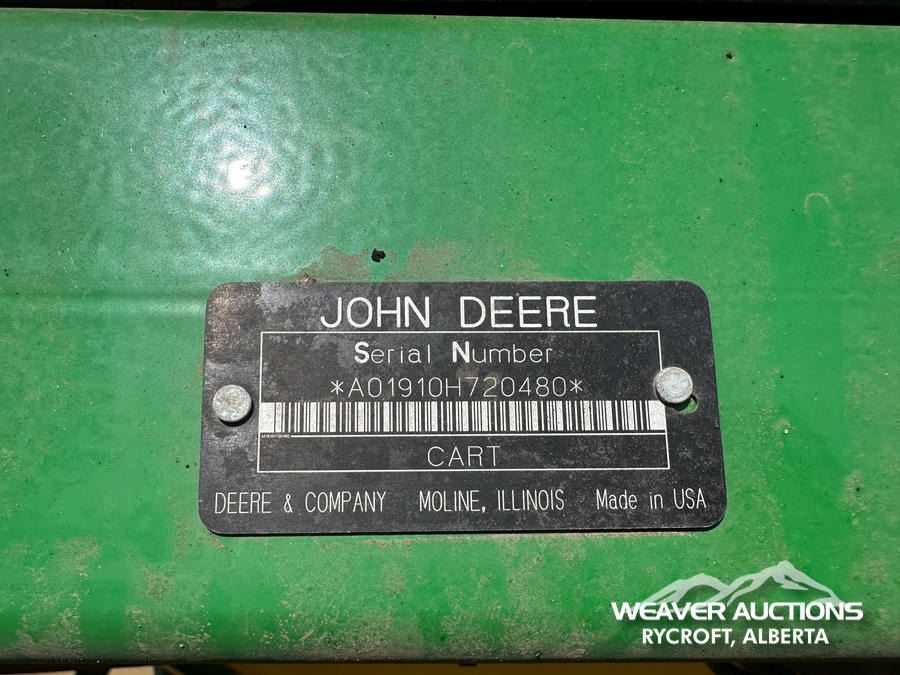 JOHN DEERE
Serial Number
*A01910H720480*
CART
DEERE & COMPANY MOLINE, ILLINOIS Made in USA
WEAVER AUCTIONS
RYCROFT, ALBERTA